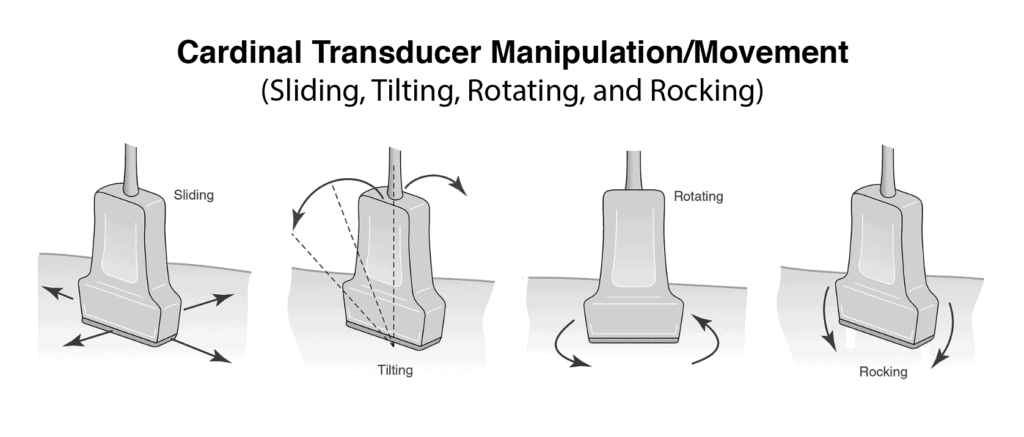 Cardinal Transducer Manipulation/Movement
(Sliding, Tilting, Rotating, and Rocking)
Sliding
Tilting
Rotating
Rocking